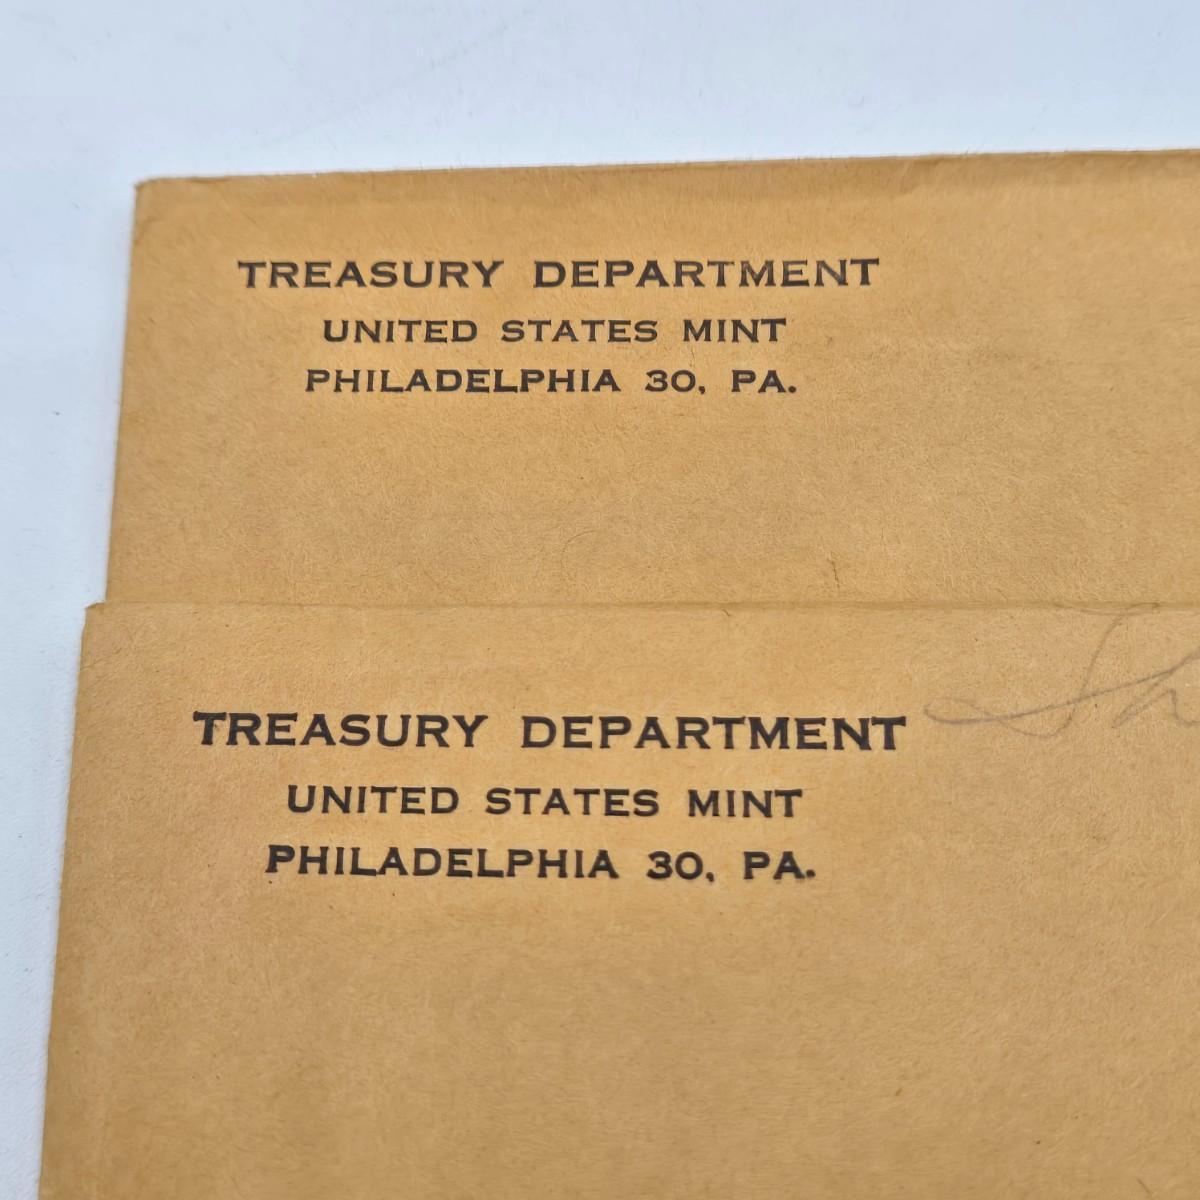 TREASURY DEPARTMENT
UNITED STATES MINT
PHILADELPHIA 30, PA.
TREASURY DEPARTMENT
UNITED STATES MINT
PHILADELPHIA 30, PA.